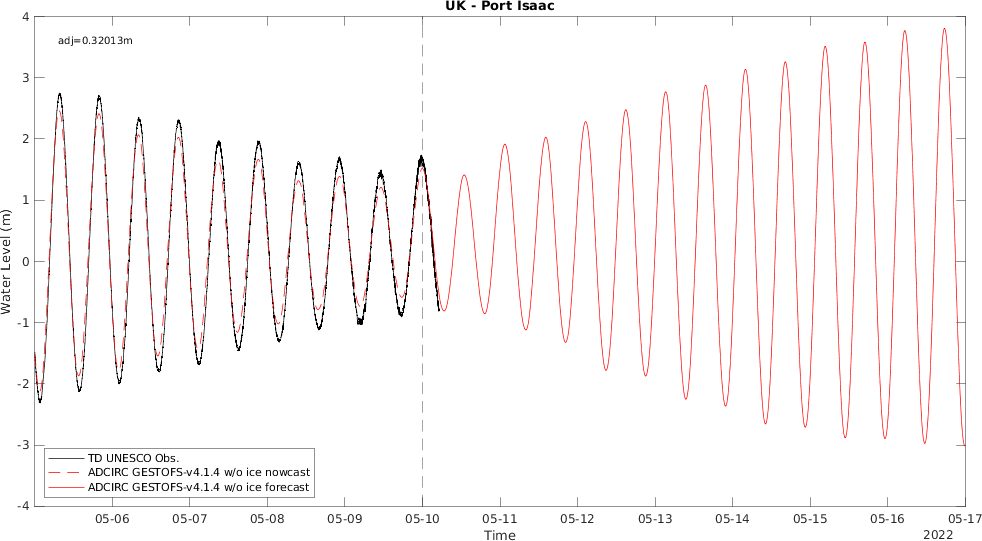 UK - Port Isaac
adj=0.32013m
Water Level (m)
4
3
2
1
0
-1
-2
-3
-4
TD UNESCO Obs.
ADCIRC GESTOFS-v4.1.4 w/o ice nowcast
ADCIRC GESTOFS-v4.1.4 w/o ice forecast
05-06 05-07 05-08 05-09 05-10 05-11 05-12 05-13 05-14 05-15 05-16 05-17
Time
2022